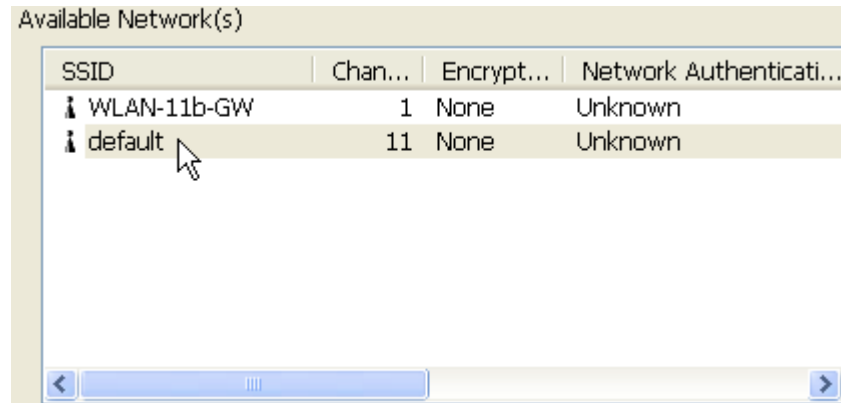 Available Network(s)
SSID Chan... Encrypt... Network Authenticati...
WLAN-11b-GW 1 None Unknown
default 11 None Unknown